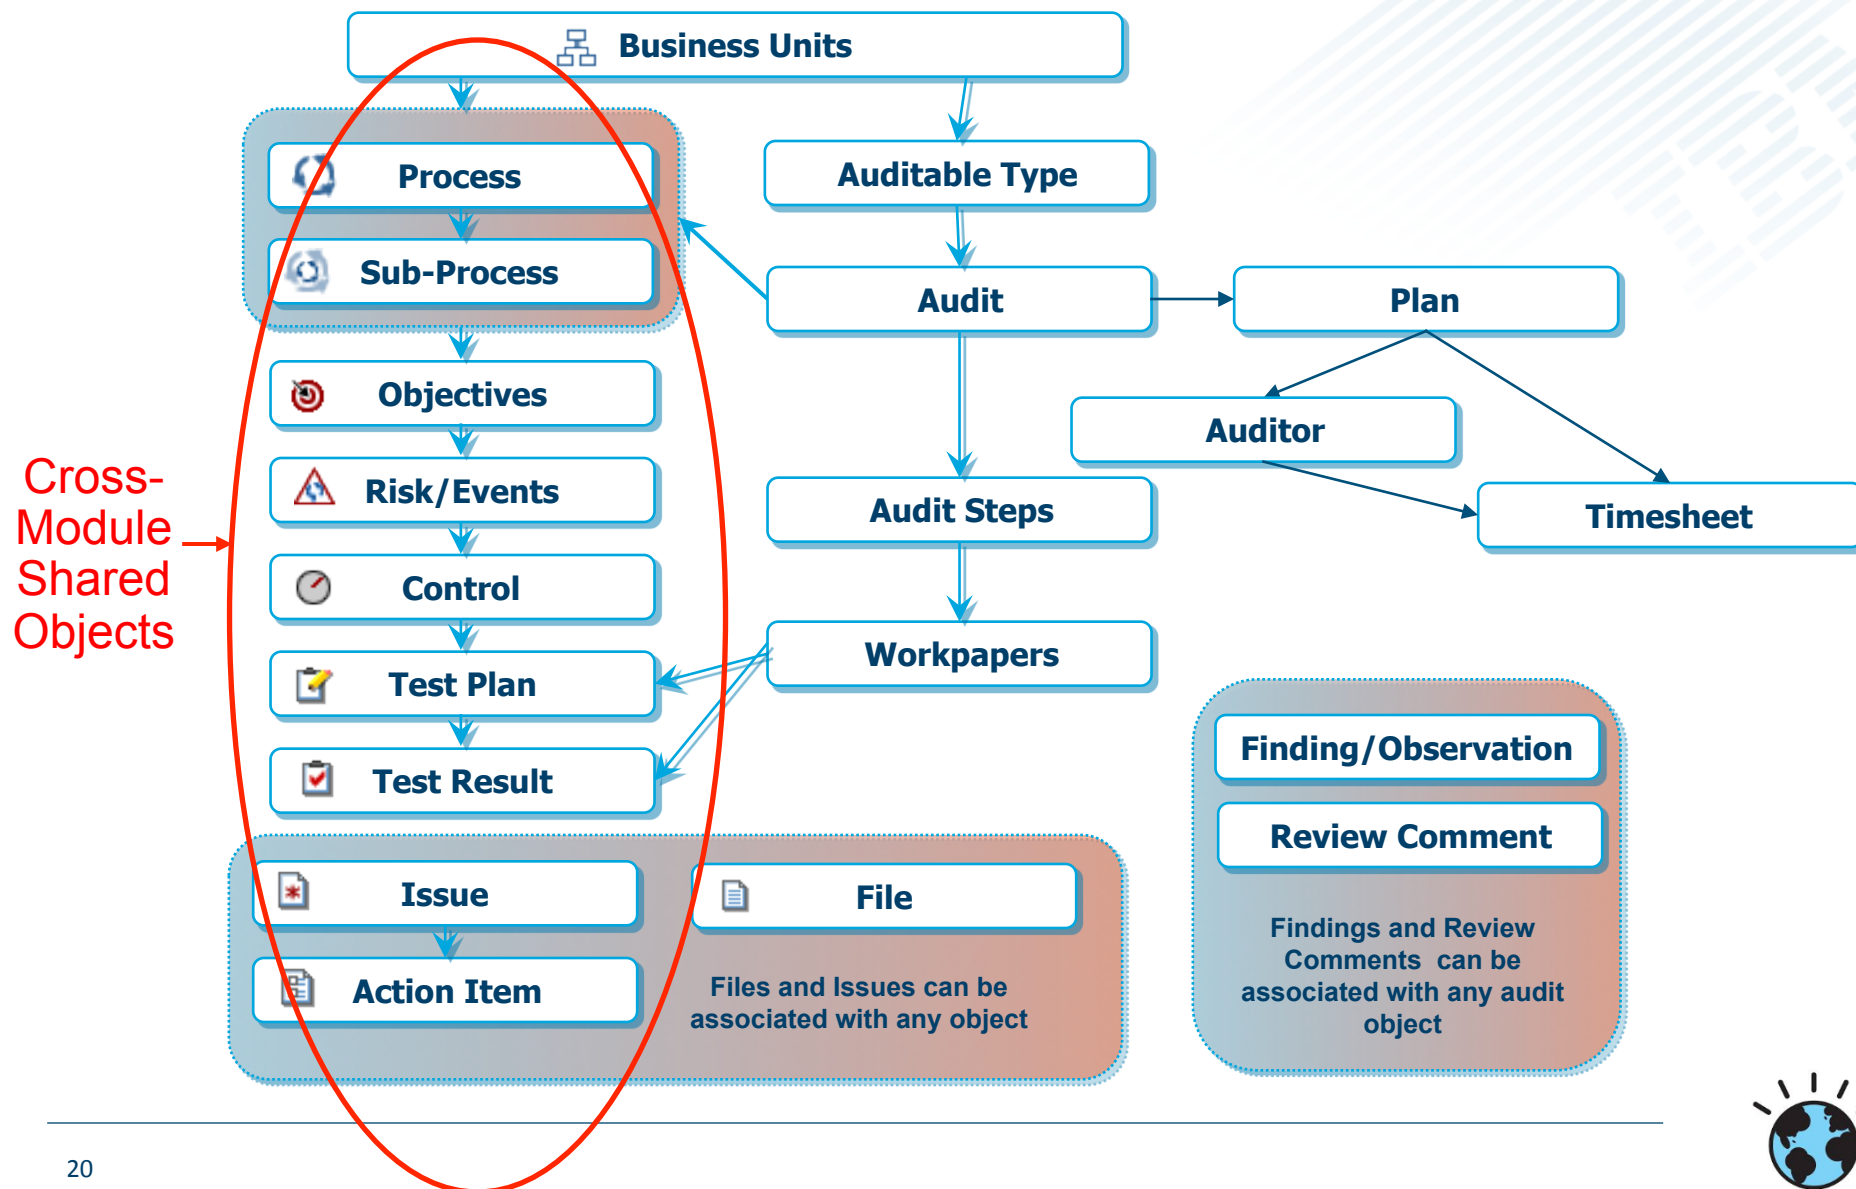 Business Units
Process
Sub-Process
Objectives
Risk/Events
Control
Test Plan
Test Result
Issue
Action Item
File
Files and Issues can be
associated with any object
Auditable Type
Audit
Audit Steps
Workpapers
Plan
Auditor
Timesheet
Finding/Observation
Review Comment
Findings and Review
Comments can be
associated with any audit
object
Cross-
Module
Shared
Objects
20